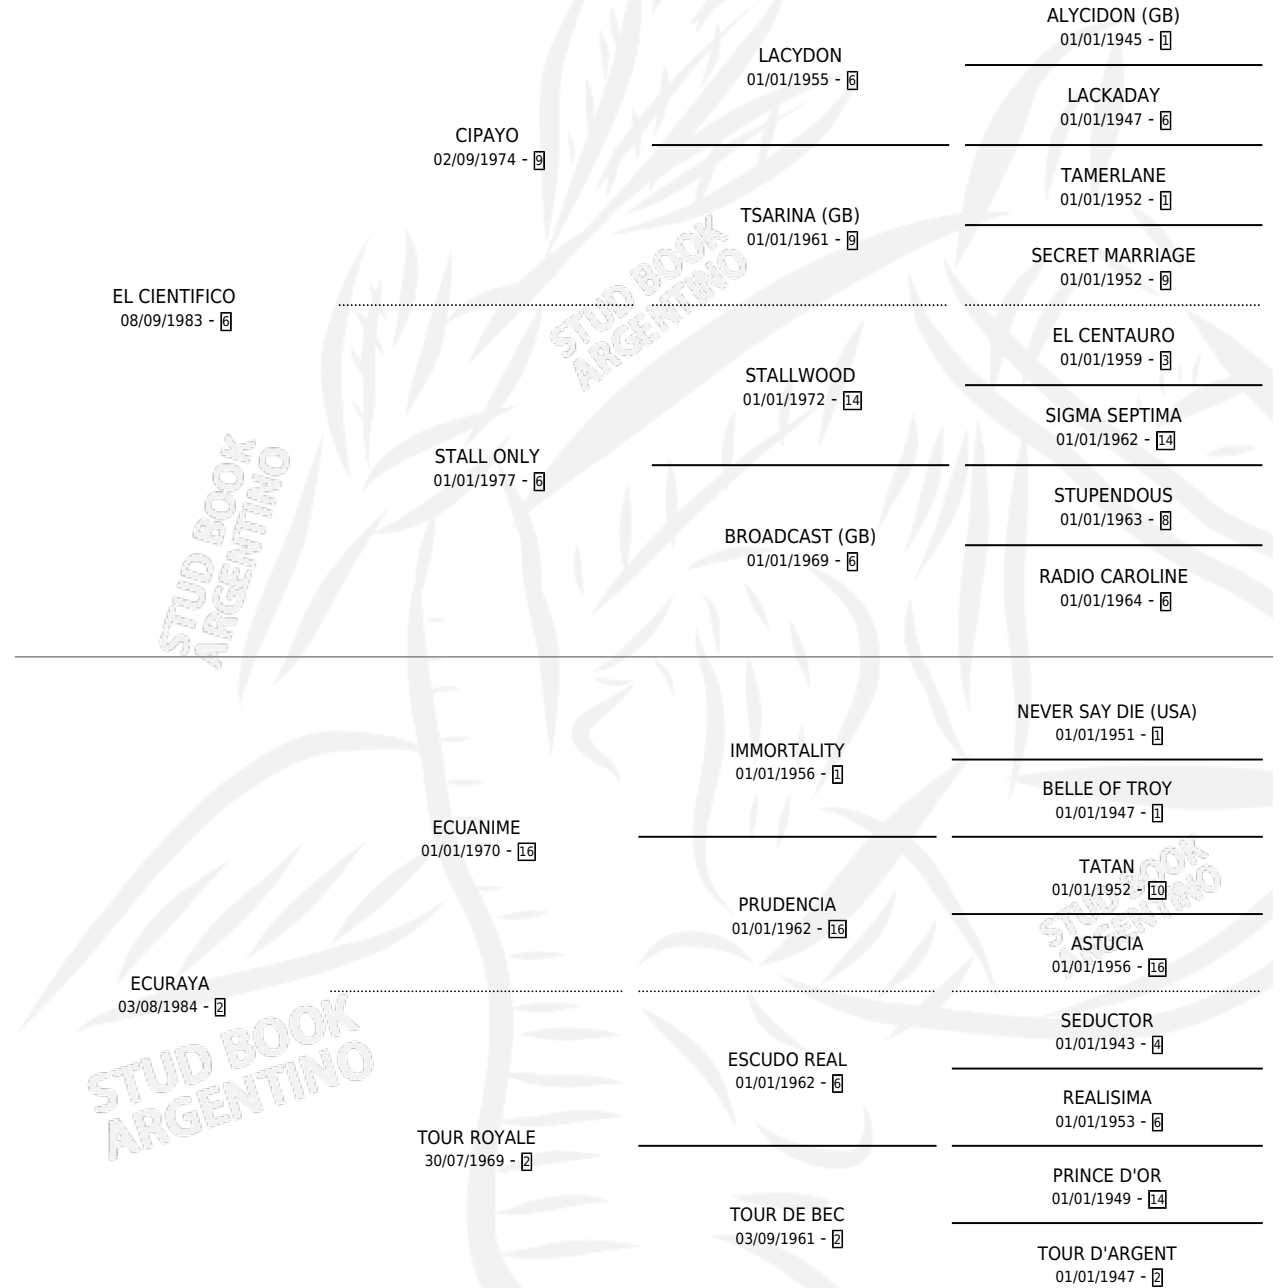 ALYCIDON (GB)
01/01/1945 - 1
LACYDON
01/01/1955 - 6
LACKADAY
01/01/1947 - 6
CIPAYO
02/09/1974 - 9
TAMERLANE
01/01/1952 - 1
TSARINA (GB)
01/01/1961 - 9
SECRET MARRIAGE
01/01/1952 - 9
EL CIENTIFICO
08/09/1983 - 6
STUD BOOK
ARGENTINO
EL CENTAURO
01/01/1959 - 3
STALLWOOD
01/01/1972 - 14
SIGMA SEPTIMA
01/01/1962 - 14
STALL ONLY
01/01/1977 - 6
STUD BOOK
ARGENTINO
STUPENDOUS
01/01/1963 - 8
BROADCAST (GB)
01/01/1969 - 6
RADIO CAROLINE
01/01/1964 - 6
NEVER SAY DIE (USA)
01/01/1951 - 1
IMMORTALITY
01/01/1956 - 1
BELLE OF TROY
01/01/1947 - 1
ECUANIME
01/01/1970 - 16
TATAN
01/01/1952 - 10
STUD BOOK
ARGENTINO
PRUDENCIA
01/01/1962 - 16
ASTUCIA
01/01/1956 - 16
ECURAYA
03/08/1984 - 2
STUD BOOK
ARGENTINO
SEDUCTOR
01/01/1943 - 4
ESCUDO REAL
01/01/1962 - 6
REALISIMA
01/01/1953 - 6
TOUR ROYALE
30/07/1969 - 2
PRINCE D'OR
01/01/1949 - 14
TOUR DE BEC
03/09/1961 - 2
TOUR D'ARGENT
01/01/1947 - 2